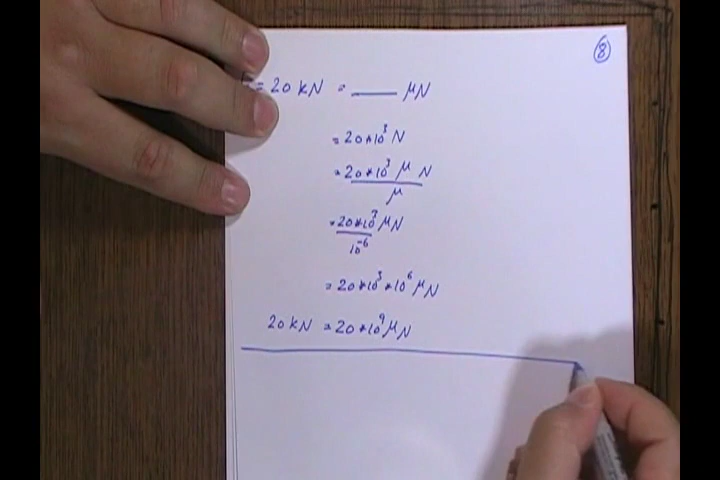 8
= 20 kN = ____ μN
= 20*10³ N
= 20*10³ μ N
μ
= 20*10³ μN
10⁻⁶
= 20*10³*10⁶ μN
20 kN = 20*10⁹ μN